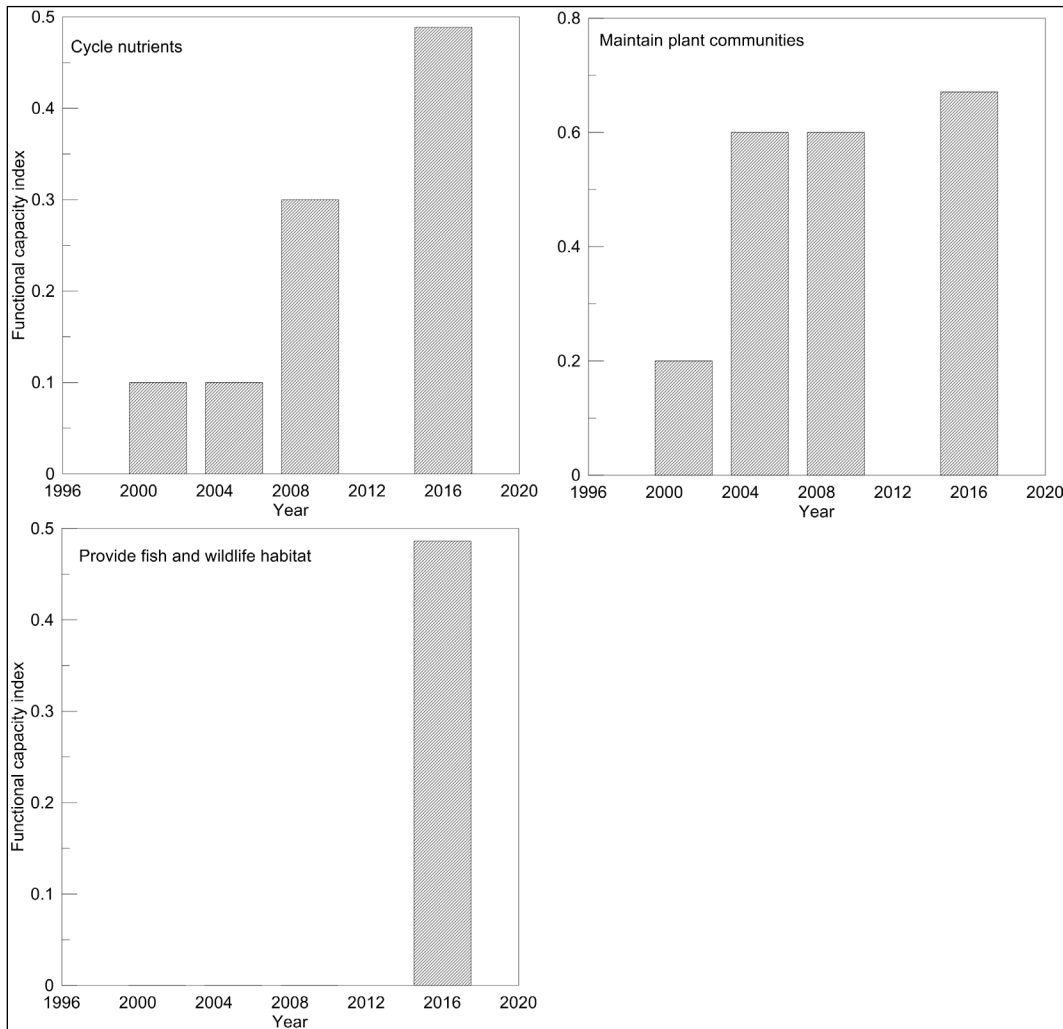 Cycle nutrients
Functional capacity index
0.5
0.4
0.3
0.2
0.1
0
1996 2000 2004 2008 2012 2016 2020
Year
Maintain plant communities
0.8
0.6
0.4
0.2
0
1996 2000 2004 2008 2012 2016 2020
Year
Provide fish and wildlife habitat
Functional capacity index
0.5
0.4
0.3
0.2
0.1
0
1996 2000 2004 2008 2012 2016 2020
Year